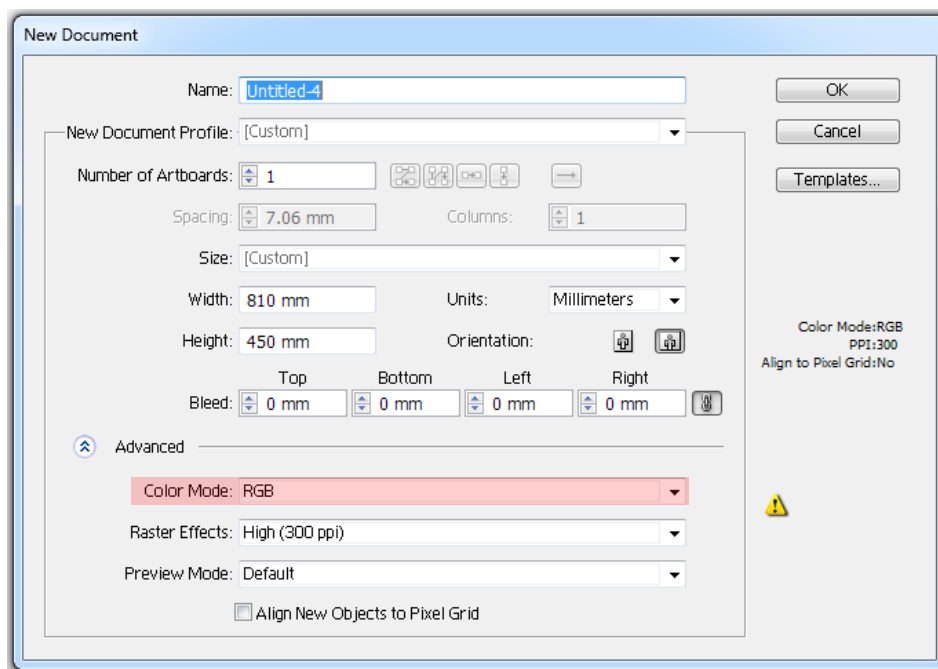 New Document
Name: Untitled-4
OK
New Document Profile: [Custom]
Cancel
Number of Artboards: 1
Templates...
Spacing: 7.06 mm Columns: 1
Size: [Custom]
Width: 810 mm Units: Millimeters
Height: 450 mm Orientation:
Color Mode:RGB
PPI:300
Align to Pixel Grid:No
Top Bottom Left Right
Bleed: 0 mm 0 mm 0 mm 0 mm
Advanced
Color Mode: RGB
Raster Effects: High (300 ppi)
Preview Mode: Default
Align New Objects to Pixel Grid